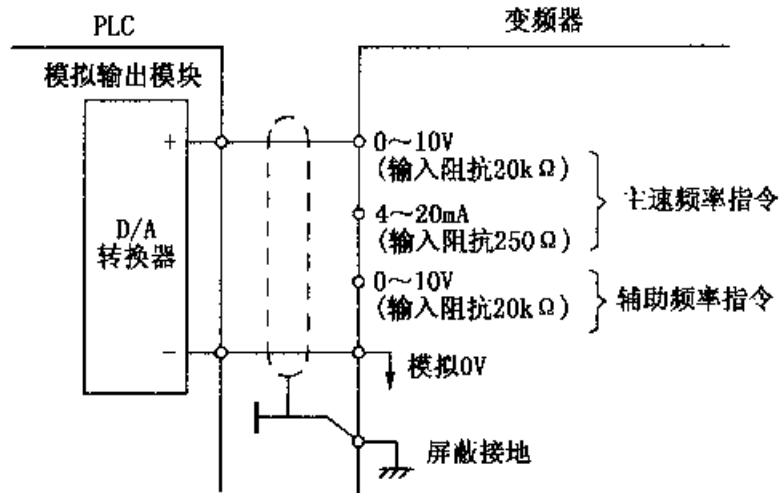 PLC
变频器
模拟输出模块
+
0～10V
(输入阻抗20kΩ)
4～20mA
(输入阻抗250Ω)
主速频率指令
D/A
转换器
0～10V
(输入阻抗20kΩ)
辅助频率指令
−
模拟0V
屏蔽接地